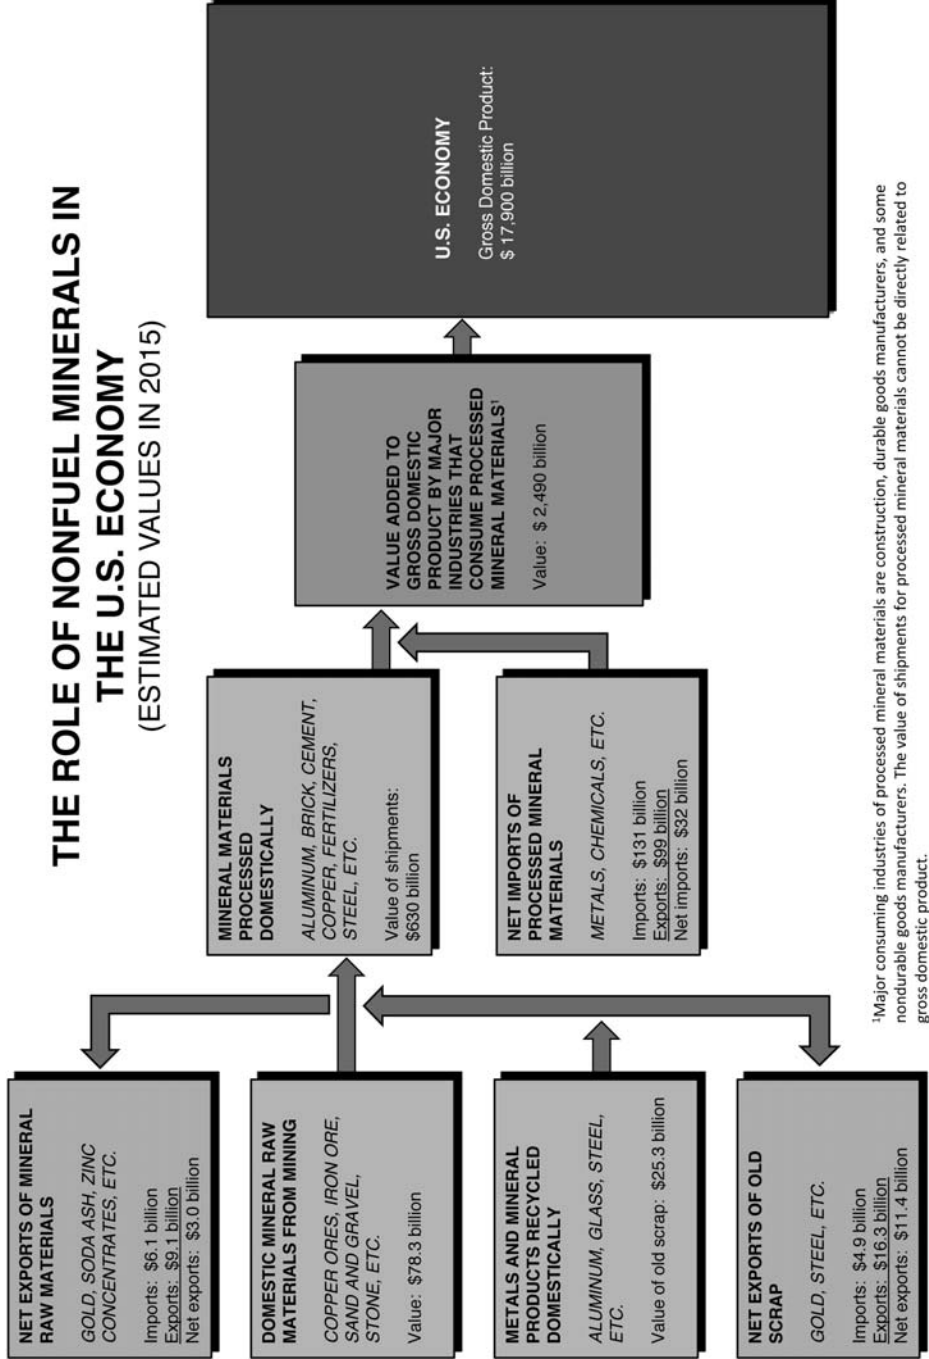 THE ROLE OF NONFUEL MINERALS IN
THE U.S. ECONOMY
(ESTIMATED VALUES IN 2015)
NET EXPORTS OF MINERAL
RAW MATERIALS
GOLD, SODA ASH, ZINC
CONCENTRATES, ETC.
Imports: $6.1 billion
Exports: $9.1 billion
Net exports: $3.0 billion
DOMESTIC MINERAL RAW
MATERIALS FROM MINING
COPPER ORES, IRON ORE,
SAND AND GRAVEL,
STONE, ETC.
Value: $78.3 billion
METALS AND MINERAL
PRODUCTS RECYCLED
DOMESTICALLY
ALUMINUM, GLASS, STEEL,
ETC.
Value of old scrap: $25.3 billion
NET EXPORTS OF OLD
SCRAP
GOLD, STEEL, ETC.
Imports: $4.9 billion
Exports: $16.3 billion
Net exports: $11.4 billion
MINERAL MATERIALS
PROCESSED
DOMESTICALLY
ALUMINUM, BRICK, CEMENT,
COPPER, FERTILIZERS,
STEEL, ETC.
Value of shipments:
$630 billion
NET IMPORTS OF
PROCESSED MINERAL
MATERIALS
METALS, CHEMICALS, ETC.
Imports: $131 billion
Exports: $99 billion
Net imports: $32 billion
VALUE ADDED TO
GROSS DOMESTIC
PRODUCT BY MAJOR
INDUSTRIES THAT
CONSUME PROCESSED
MINERAL MATERIALS¹
Value: $ 2,490 billion
U.S. ECONOMY
Gross Domestic Product:
$ 17,900 billion
¹Major consuming industries of processed mineral materials are construction, durable goods manufacturers, and some
nondurable goods manufacturers. The value of shipments for processed mineral materials cannot be directly related to
gross domestic product.